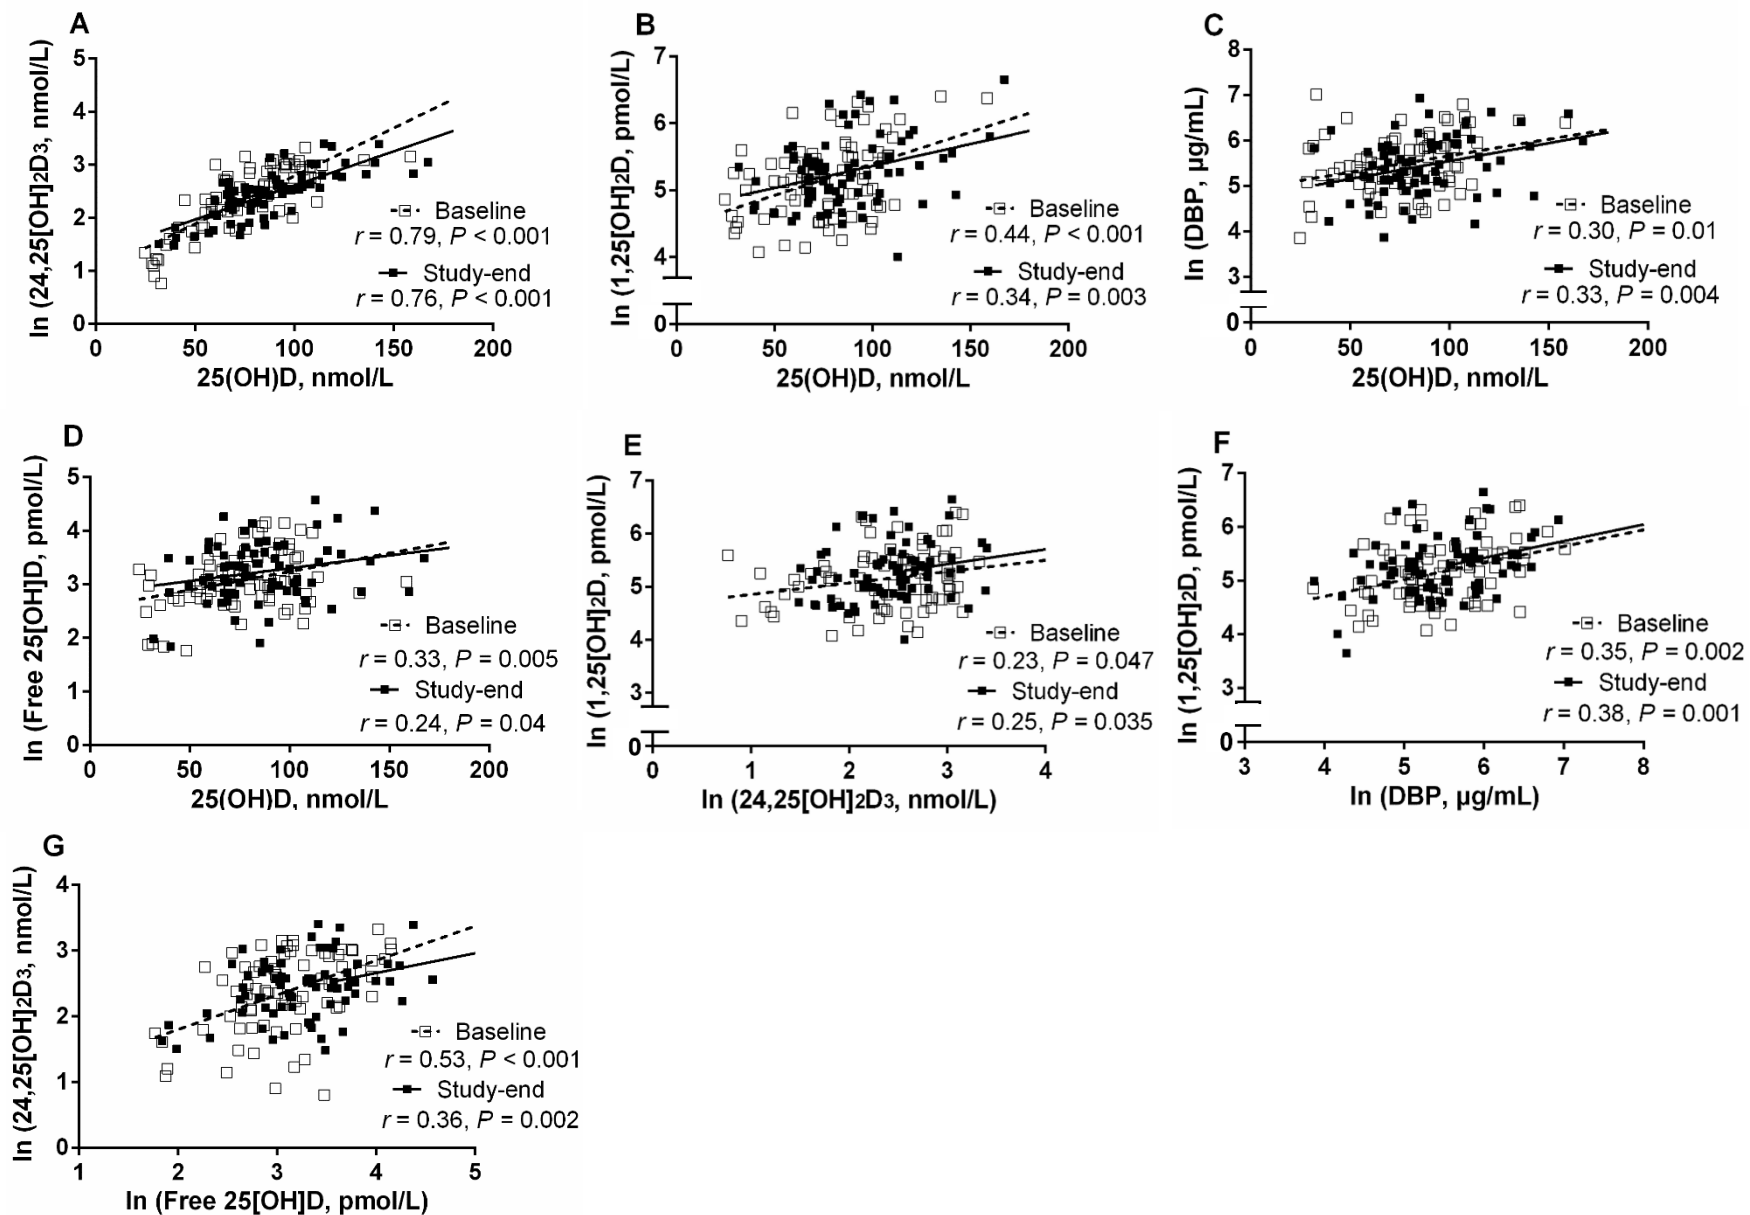 A
ln (24,25[OH]2D3, nmol/L)
5
4
3
2
1
0
0 50 100 150 200
25(OH)D, nmol/L
Baseline
r = 0.79, P < 0.001
Study-end
r = 0.76, P < 0.001
B
ln (1,25[OH]2D, pmol/L)
7
6
5
4
0
0 50 100 150 200
25(OH)D, nmol/L
Baseline
r = 0.44, P < 0.001
Study-end
r = 0.34, P = 0.003
C
ln (DBP, µg/mL)
8
7
6
5
4
3
0
0 50 100 150 200
25(OH)D, nmol/L
Baseline
r = 0.30, P = 0.01
Study-end
r = 0.33, P = 0.004
D
ln (Free 25[OH]D, pmol/L)
5
4
3
2
1
0
0 50 100 150 200
25(OH)D, nmol/L
Baseline
r = 0.33, P = 0.005
Study-end
r = 0.24, P = 0.04
E
ln (1,25[OH]2D, pmol/L)
7
6
5
4
3
0
0 1 2 3 4
ln (24,25[OH]2D3, nmol/L)
Baseline
r = 0.23, P = 0.047
Study-end
r = 0.25, P = 0.035
F
ln (1,25[OH]2D, pmol/L)
7
6
5
4
3
0
3 4 5 6 7 8
ln (DBP, µg/mL)
Baseline
r = 0.35, P = 0.002
Study-end
r = 0.38, P = 0.001
G
ln (24,25[OH]2D3, nmol/L)
4
3
2
1
0
1 2 3 4 5
ln (Free 25[OH]D, pmol/L)
Baseline
r = 0.53, P < 0.001
Study-end
r = 0.36, P = 0.002